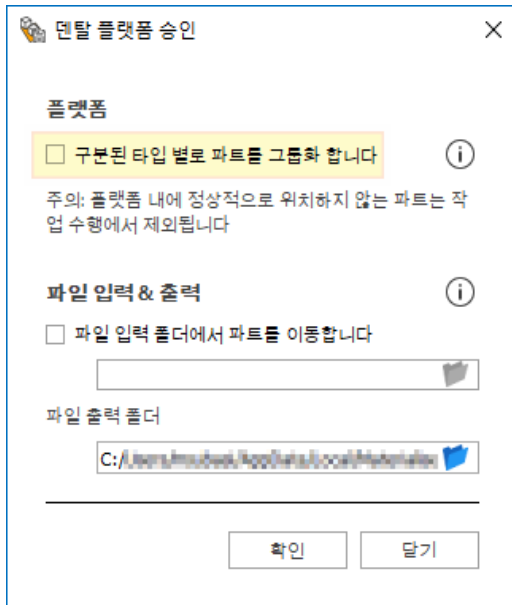 덴탈 플랫폼 승인
플랫폼
구분된 타입 별로 파트를 그룹화 합니다
주의: 플랫폼 내에 정상적으로 위치하지 않는 파트는 작
업 수행에서 제외됩니다
파일 입력 & 출력
파일 입력 폴더에서 파트를 이동합니다
파일 출력 폴더
C:/
확인
닫기